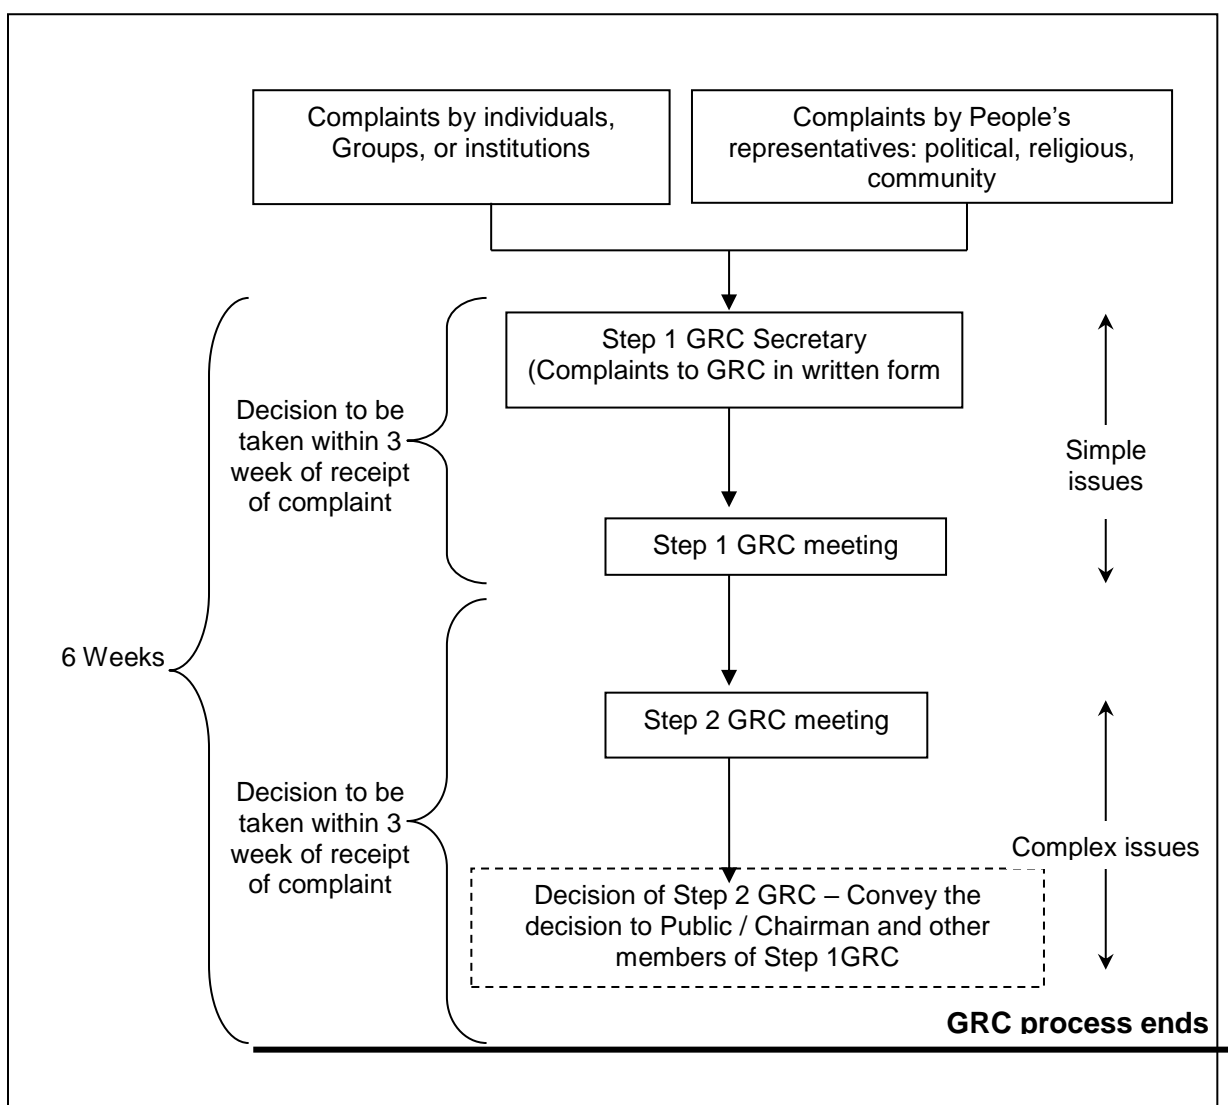 Complaints by individuals,
Groups, or institutions
Complaints by People’s
representatives: political, religious,
community
Step 1 GRC Secretary
(Complaints to GRC in written form
Decision to be
taken within 3
week of receipt
of complaint
Simple
issues
Step 1 GRC meeting
6 Weeks
Step 2 GRC meeting
Decision to be
taken within 3
week of receipt
of complaint
Complex issues
Decision of Step 2 GRC – Convey the
decision to Public / Chairman and other
members of Step 1GRC
GRC process ends